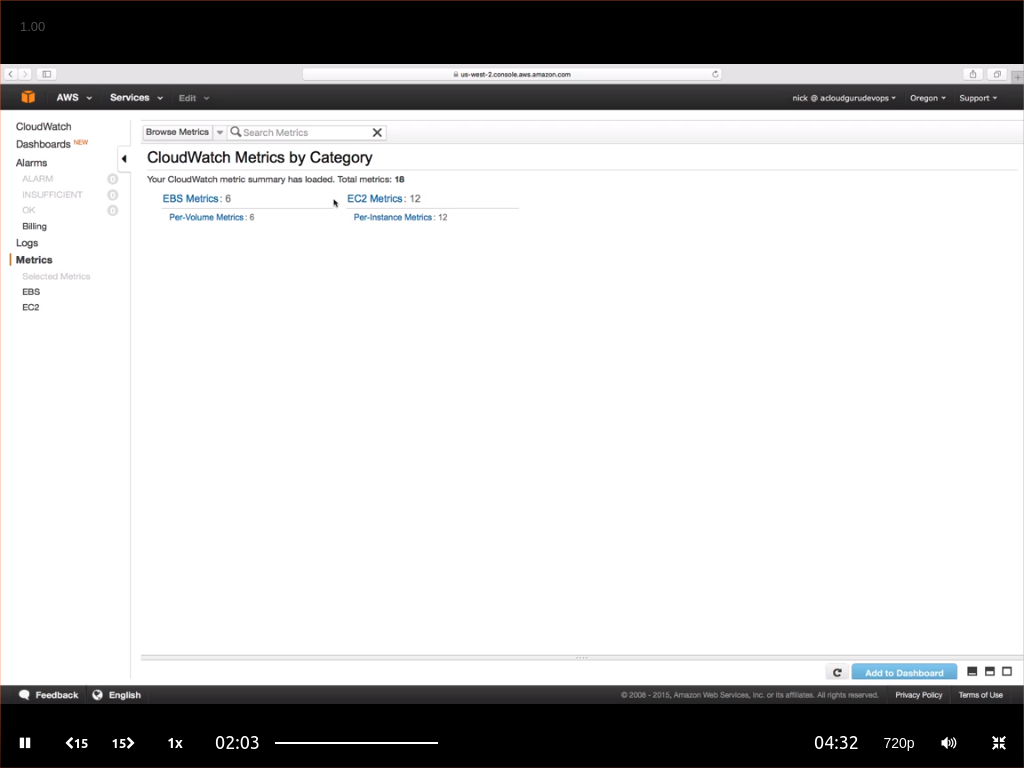 1.00
us-west-2.console.aws.amazon.com
AWS Services Edit nick @ acloudgurudevops Oregon Support
CloudWatch
Dashboards NEW
Alarms
ALARM 0
INSUFFICIENT 0
OK 0
Billing
Logs
Metrics
Selected Metrics
EBS
EC2
Browse Metrics Search Metrics
CloudWatch Metrics by Category
Your CloudWatch metric summary has loaded. Total metrics: 18
EBS Metrics: 6 EC2 Metrics: 12
Per-Volume Metrics: 6 Per-Instance Metrics: 12
Add to Dashboard
Feedback English © 2008 - 2015, Amazon Web Services, Inc. or its affiliates. All rights reserved. Privacy Policy Terms of Use
15 15 1x 02:03 04:32 720p